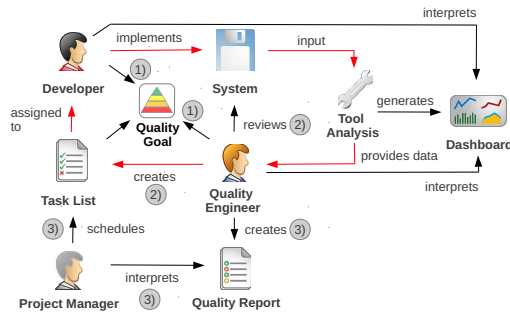 interprets
implements
input
Developer
1)
System
Tool
Analysis
generates
Dashboard
assigned
to
1)
Quality
Goal
reviews 2)
provides data
Task List
creates
2)
Quality
Engineer
interprets
3)
schedules
creates 3)
interprets
3)
Project Manager
Quality Report